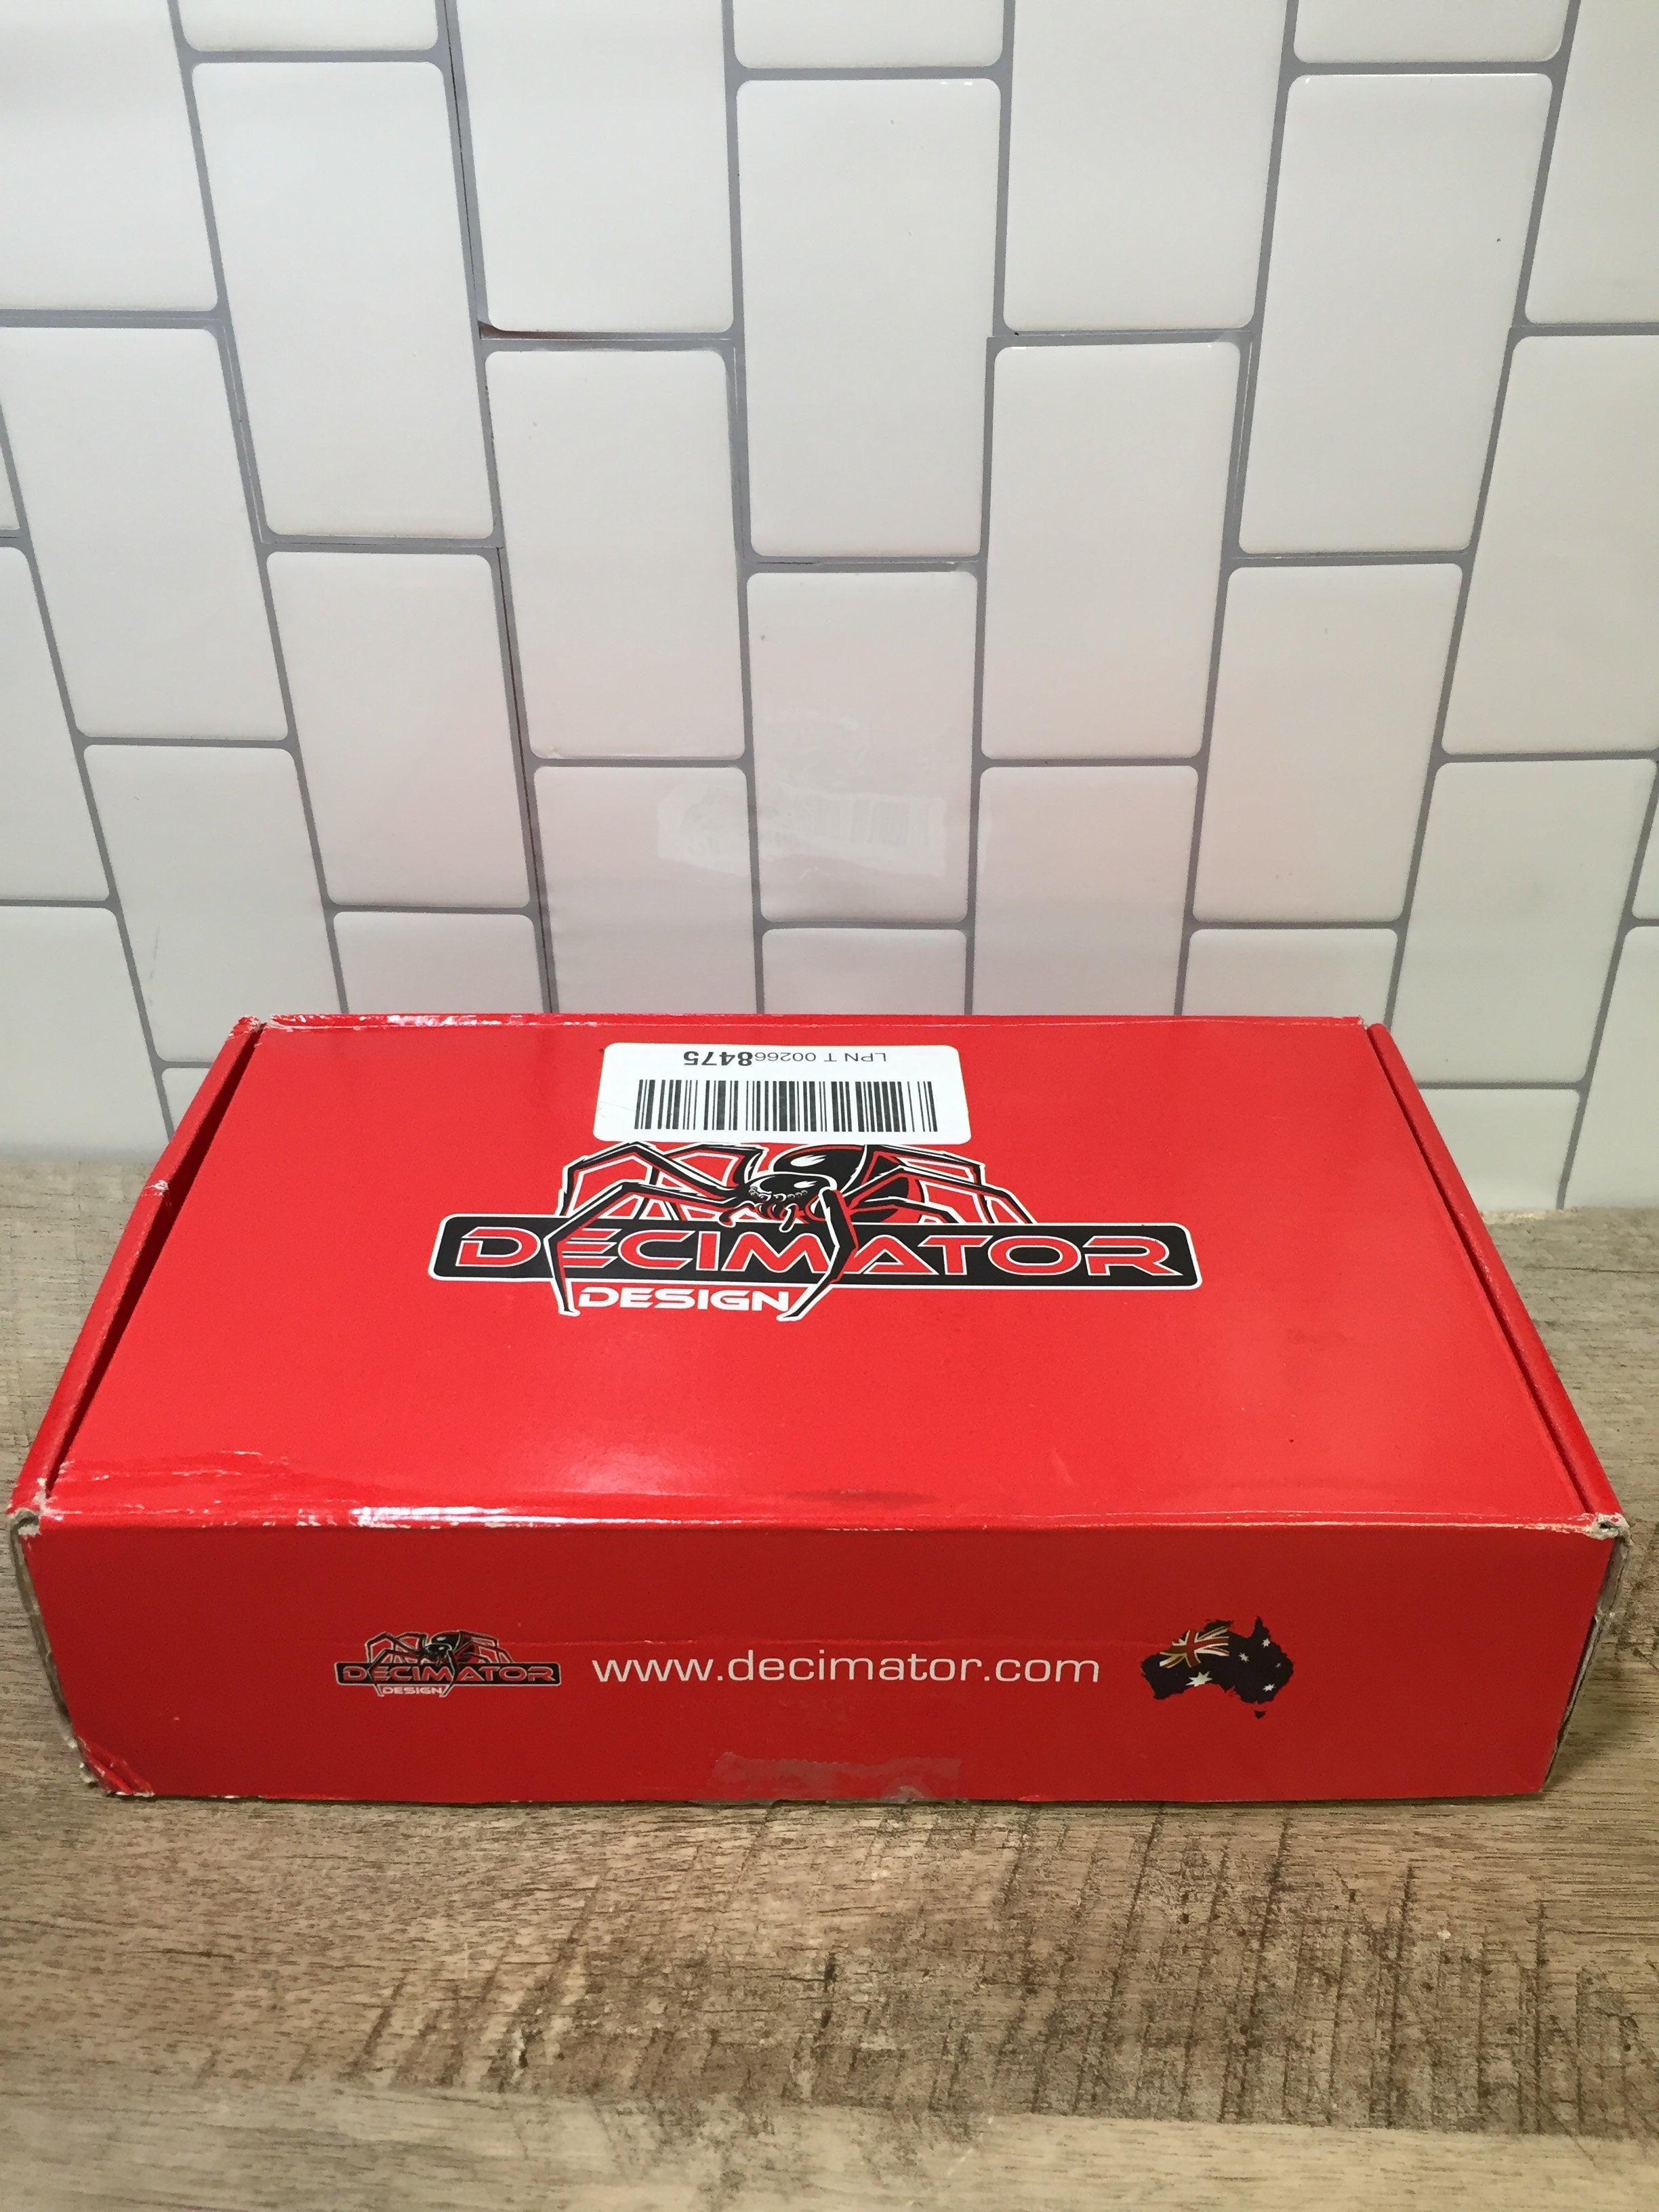 LPN T 002668475
DECIMATOR
DESIGN
DECIMATOR
DESIGN
www.decimator.com